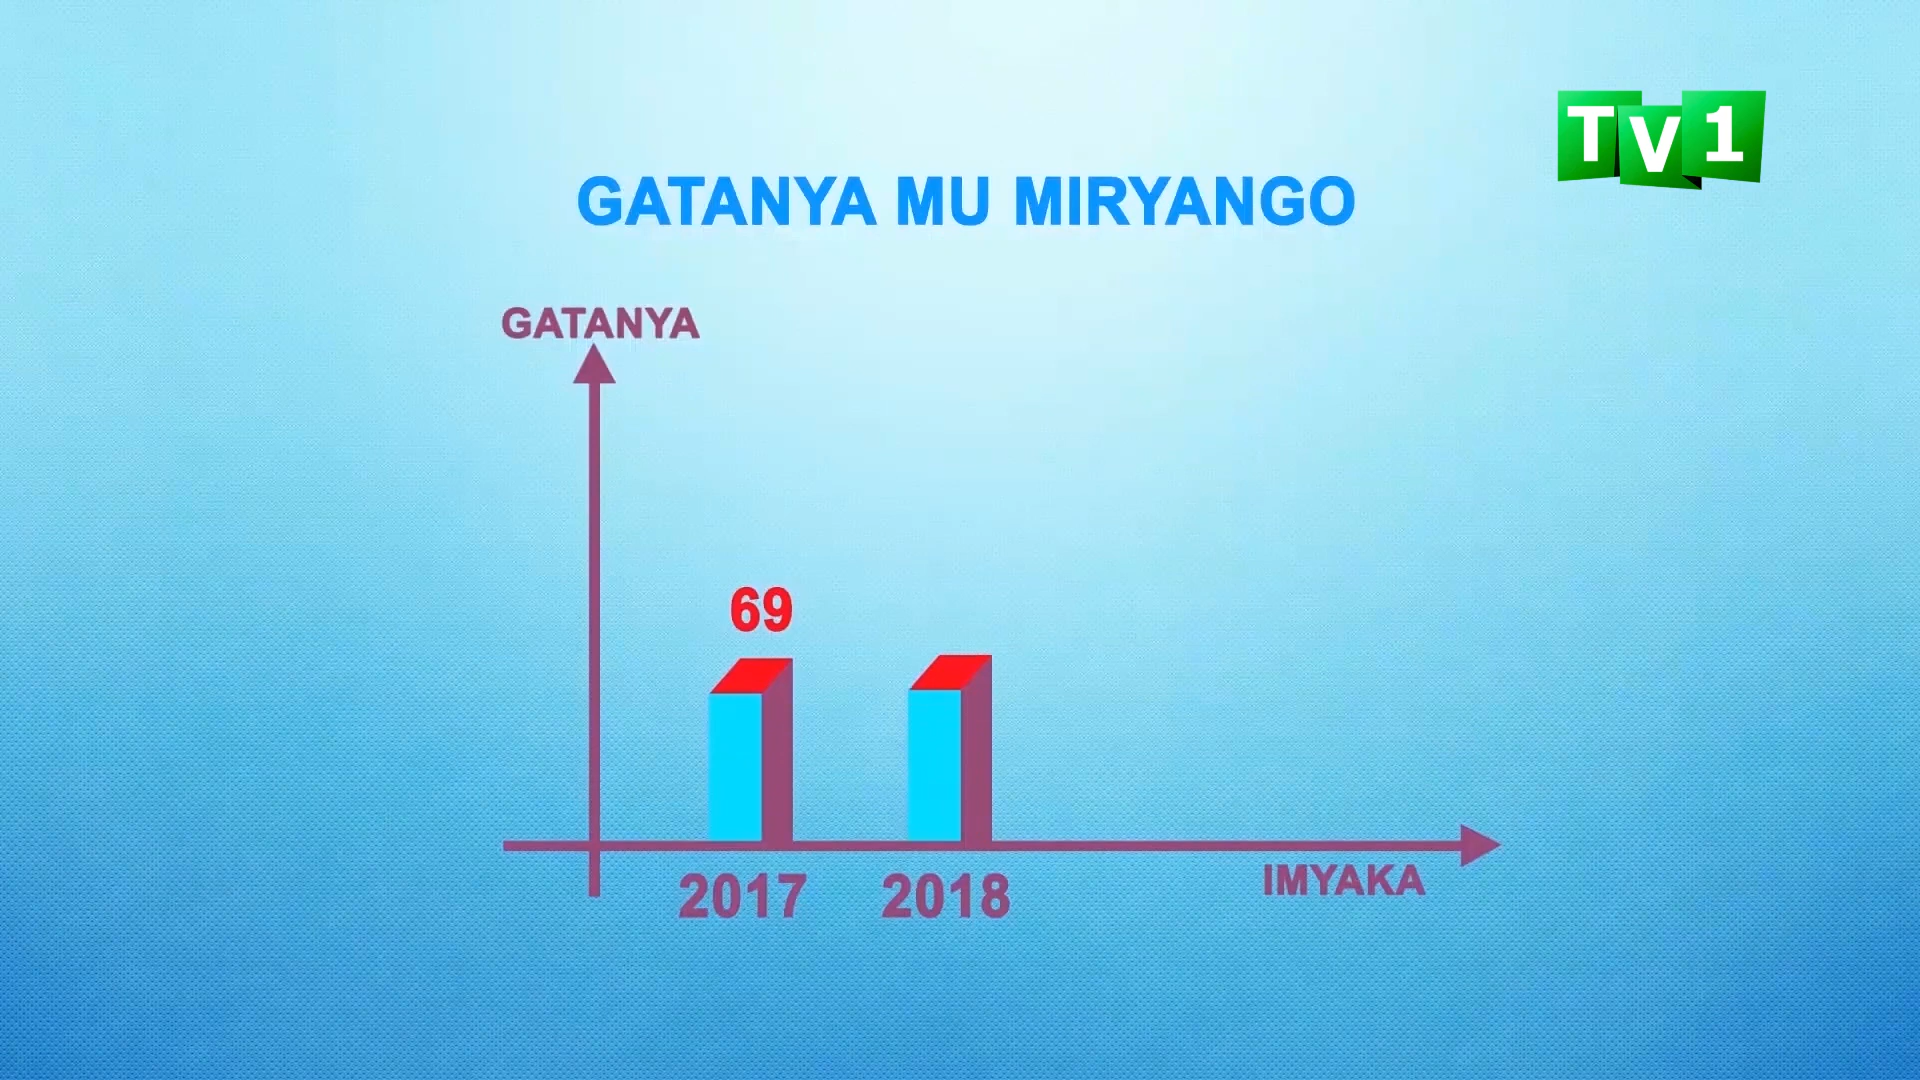 TV1
GATANYA MU MIRYANGO
GATANYA
69
2017 2018
IMYAKA